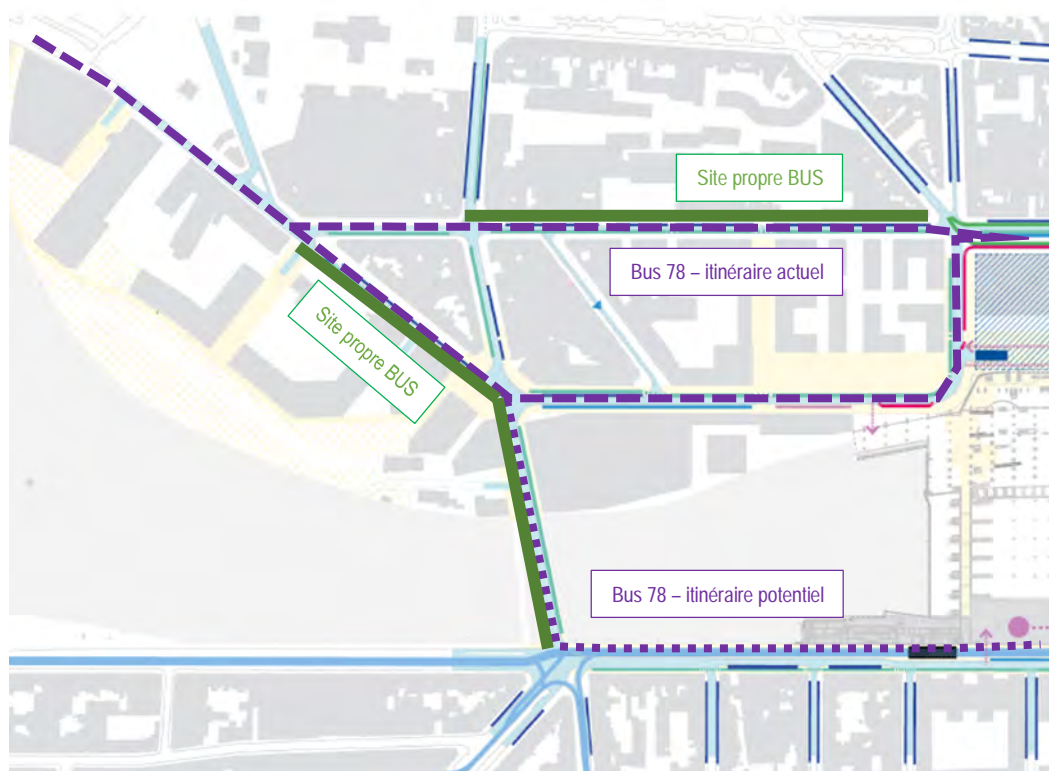 Site propre BUS
Bus 78 – itinéraire actuel
Site propre BUS
Bus 78 – itinéraire potentiel